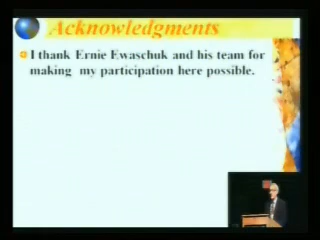 Acknowledgments
I thank Ernie Ewaschuk and his team for
making my participation here possible.